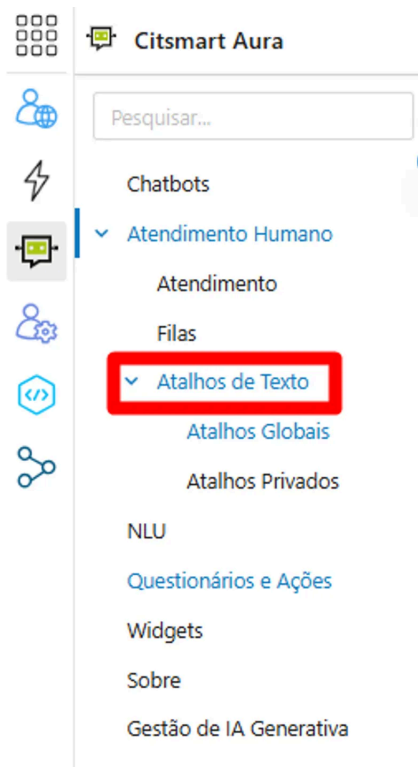 Citsmart Aura
Pesquisar...
Chatbots
Atendimento Humano
Atendimento
Filas
Atalhos de Texto
Atalhos Globais
Atalhos Privados
NLU
Questionários e Ações
Widgets
Sobre
Gestão de IA Generativa